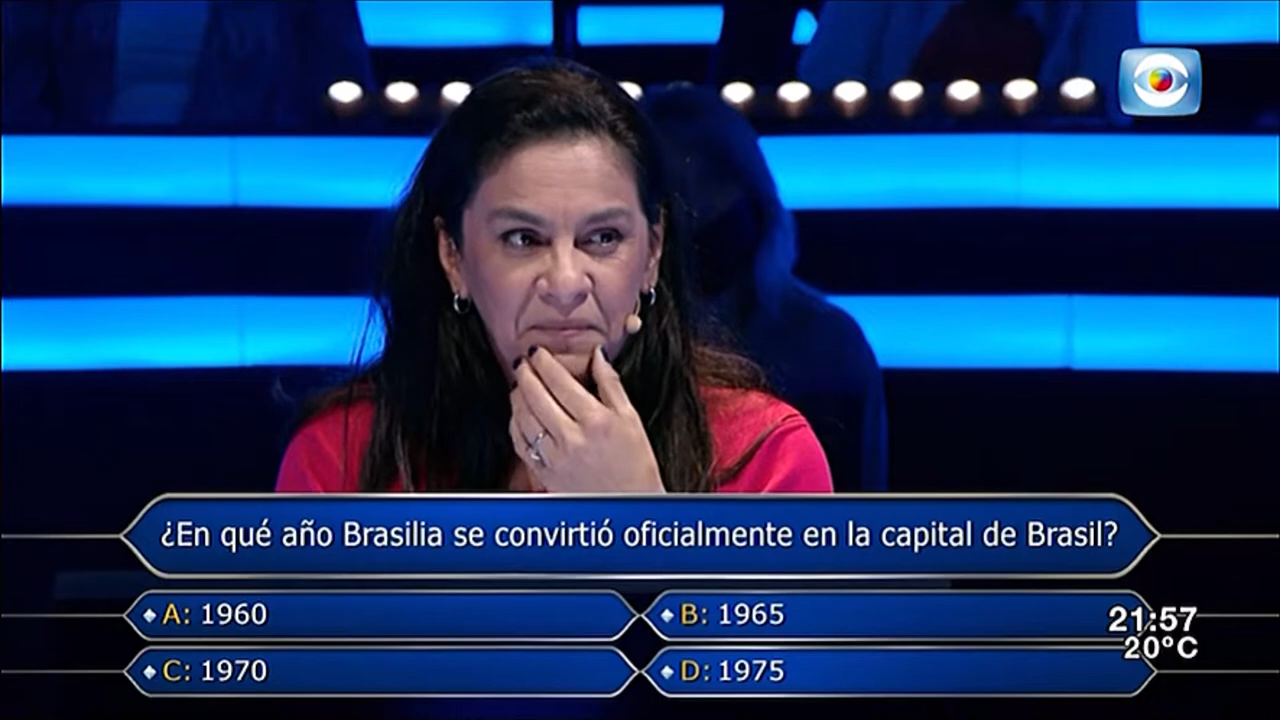 ¿En qué año Brasilia se convirtió oficialmente en la capital de Brasil?
A: 1960
B: 1965
C: 1970
D: 1975
21:57
20°C